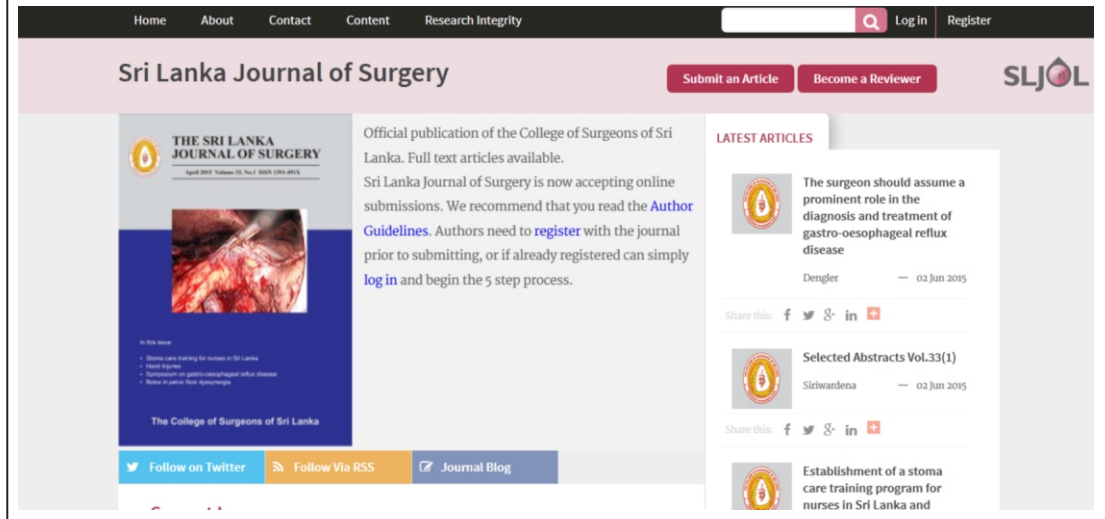 Home About Contact Content Research Integrity Log in Register
Sri Lanka Journal of Surgery
Submit an Article Become a Reviewer
SLJOL
THE SRI LANKA
JOURNAL OF SURGERY
April 2015 Volume 33, No.1 ISSN 1391-491X
In this issue
• Stoma care training for nurses in Sri Lanka
• Hand Injuries
• Symposium on gastro-oesophageal reflux disease
• Botox in pelvic floor dyssynergia
The College of Surgeons of Sri Lanka
Official publication of the College of Surgeons of Sri
Lanka. Full text articles available.
Sri Lanka Journal of Surgery is now accepting online
submissions. We recommend that you read the Author
Guidelines. Authors need to register with the journal
prior to submitting, or if already registered can simply
log in and begin the 5 step process.
Follow on Twitter Follow Via RSS Journal Blog
LATEST ARTICLES
The surgeon should assume a
prominent role in the
diagnosis and treatment of
gastro-oesophageal reflux
disease
Dengler — 02 Jun 2015
Share this:
Selected Abstracts Vol.33(1)
Siriwardena — 02 Jun 2015
Share this:
Establishment of a stoma
care training program for
nurses in Sri Lanka and